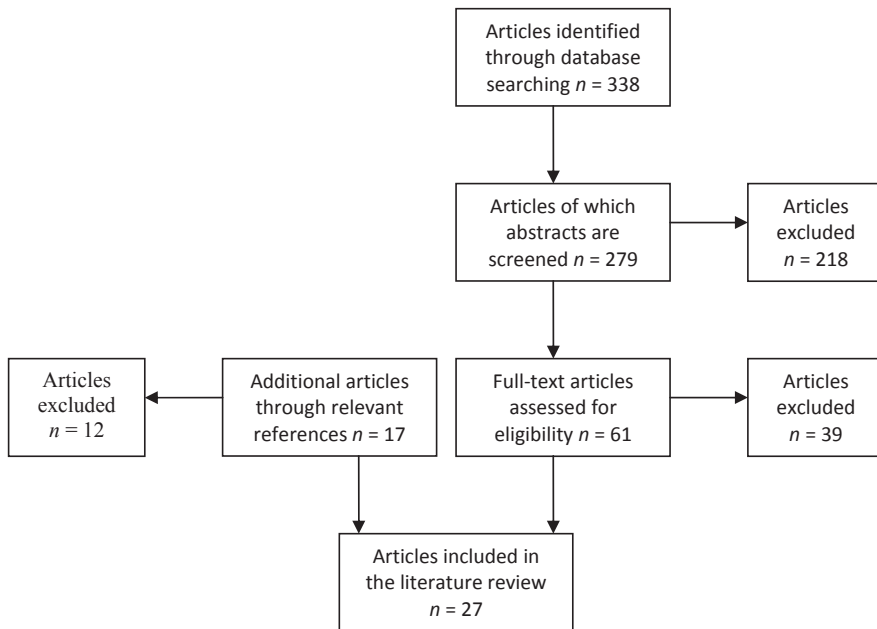 Articles identified
through database
searching n = 338
Articles of which
abstracts are
screened n = 279
Articles
excluded
n = 218
Articles
excluded
n = 12
Additional articles
through relevant
references n = 17
Full-text articles
assessed for
eligibility n = 61
Articles
excluded
n = 39
Articles included in
the literature review
n = 27